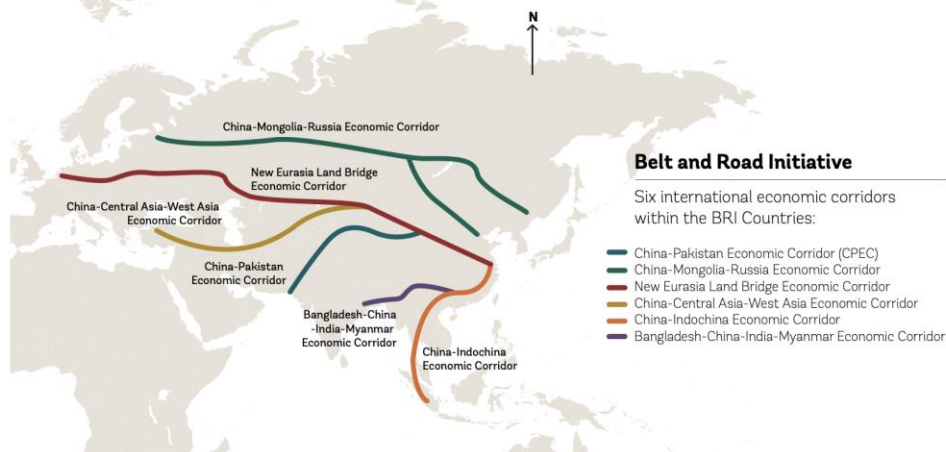 N
China-Mongolia-Russia Economic Corridor
New Eurasia Land Bridge
Economic Corridor
China-Central Asia-West Asia
Economic Corridor
China-Pakistan
Economic Corridor
Bangladesh-China
-India-Myanmar
Economic Corridor
China-Indochina
Economic Corridor
Belt and Road Initiative
Six international economic corridors
within the BRI Countries:
China-Pakistan Economic Corridor (CPEC)
China-Mongolia-Russia Economic Corridor
New Eurasia Land Bridge Economic Corridor
China-Central Asia-West Asia Economic Corridor
China-Indochina Economic Corridor
Bangladesh-China-India-Myanmar Economic Corridor